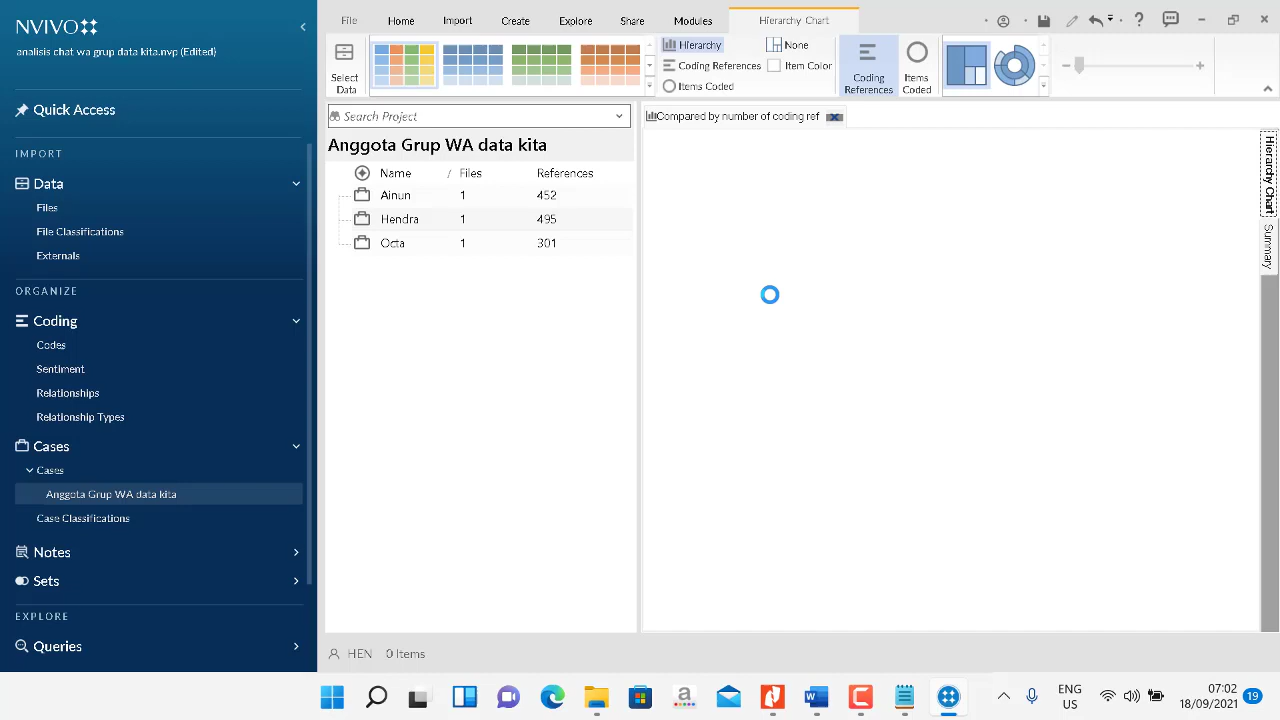 NVIVO
analisis chat wa grup data kita.nvp (Edited)
Quick Access
IMPORT
Data
Files
File Classifications
Externals
ORGANIZE
Coding
Codes
Sentiment
Relationships
Relationship Types
Cases
Cases
Anggota Grup WA data kita
Case Classifications
Notes
Sets
EXPLORE
Queries
File Home Import Create Explore Share Modules Hierarchy Chart
Select Data
Hierarchy
Coding References
Items Coded
None
Item Color
Coding References
Items Coded
Search Project
Anggota Grup WA data kita
Name / Files References
Ainun 1 452
Hendra 1 495
Octa 1 301
Compared by number of coding ref
Hierarchy Chart
Summary
HEN 0 Items
ENG US
07:02
18/09/2021
19